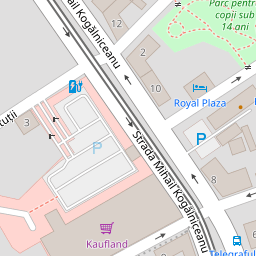 Mihail Kogălniceanu
Parc pentru
copii sub
14 ani
2
12
10
Royal Plaza
3
P
P
Strada Mihail Kogălniceanu
8
Kaufland
6
Telegraful